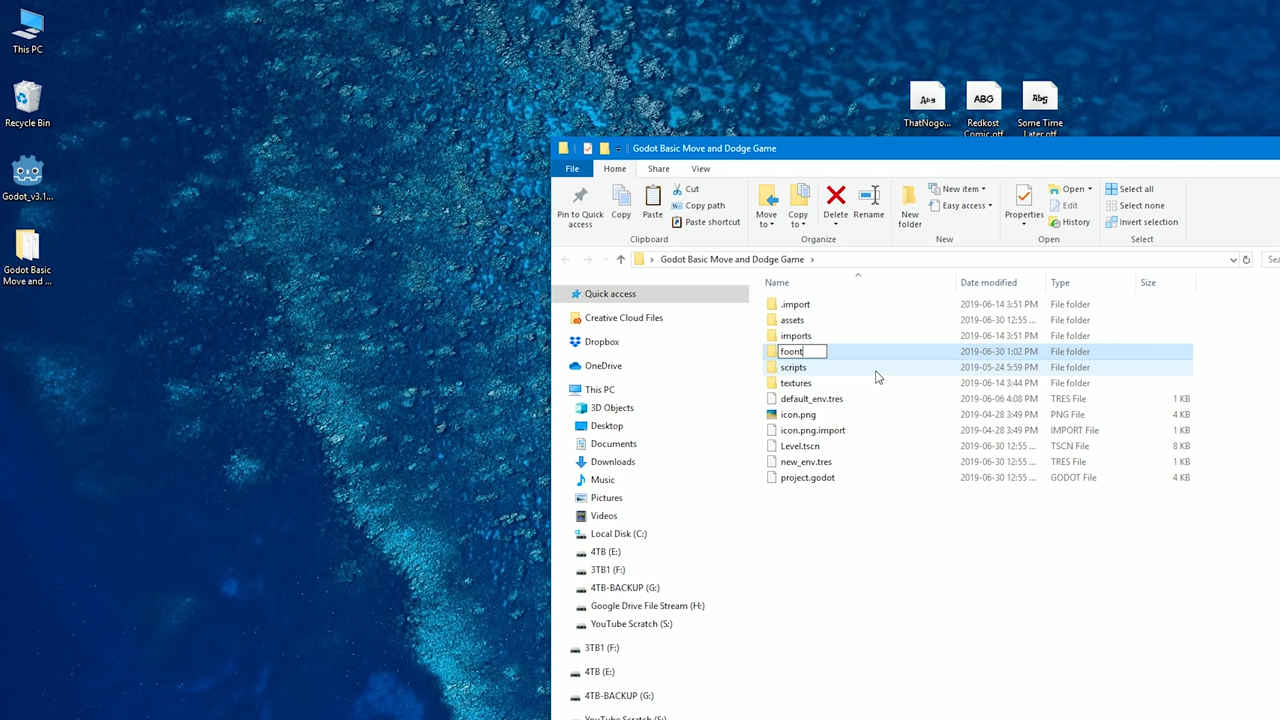 This PC
Recycle Bin
Godot_v3.1...
Godot Basic
Move and ...
ThatNogo...
Redkost
Comic.otf
Some Time
Later.otf
Godot Basic Move and Dodge Game
File
Home
Share
View
Pin to Quick
access
Copy
Paste
Cut
Copy path
Paste shortcut
Clipboard
Move
to
Copy
to
Delete
Rename
Organize
New
folder
New item
Easy access
New
Properties
Open
Edit
History
Open
Select all
Select none
Invert selection
Select
Godot Basic Move and Dodge Game
Sea
Name
Date modified
Type
Size
Quick access
Creative Cloud Files
Dropbox
OneDrive
This PC
3D Objects
Desktop
Documents
Downloads
Music
Pictures
Videos
Local Disk (C:)
4TB (E:)
3TB1 (F:)
4TB-BACKUP (G:)
Google Drive File Stream (H:)
YouTube Scratch (S:)
3TB1 (F:)
4TB (E:)
4TB-BACKUP (G:)
YouTube Scratch (S:)
.import 2019-06-14 3:51 PM File folder
assets 2019-06-30 12:55 ... File folder
imports 2019-06-14 3:51 PM File folder
foont 2019-06-30 1:02 PM File folder
scripts 2019-05-24 5:59 PM File folder
textures 2019-06-14 3:44 PM File folder
default_env.tres 2019-06-06 4:08 PM TRES File 1 KB
icon.png 2019-04-28 3:49 PM PNG File 4 KB
icon.png.import 2019-04-28 3:49 PM IMPORT File 1 KB
Level.tscn 2019-06-30 12:55 ... TSCN File 8 KB
new_env.tres 2019-06-30 12:55 ... TRES File 1 KB
project.godot 2019-06-30 12:55 ... GODOT File 4 KB